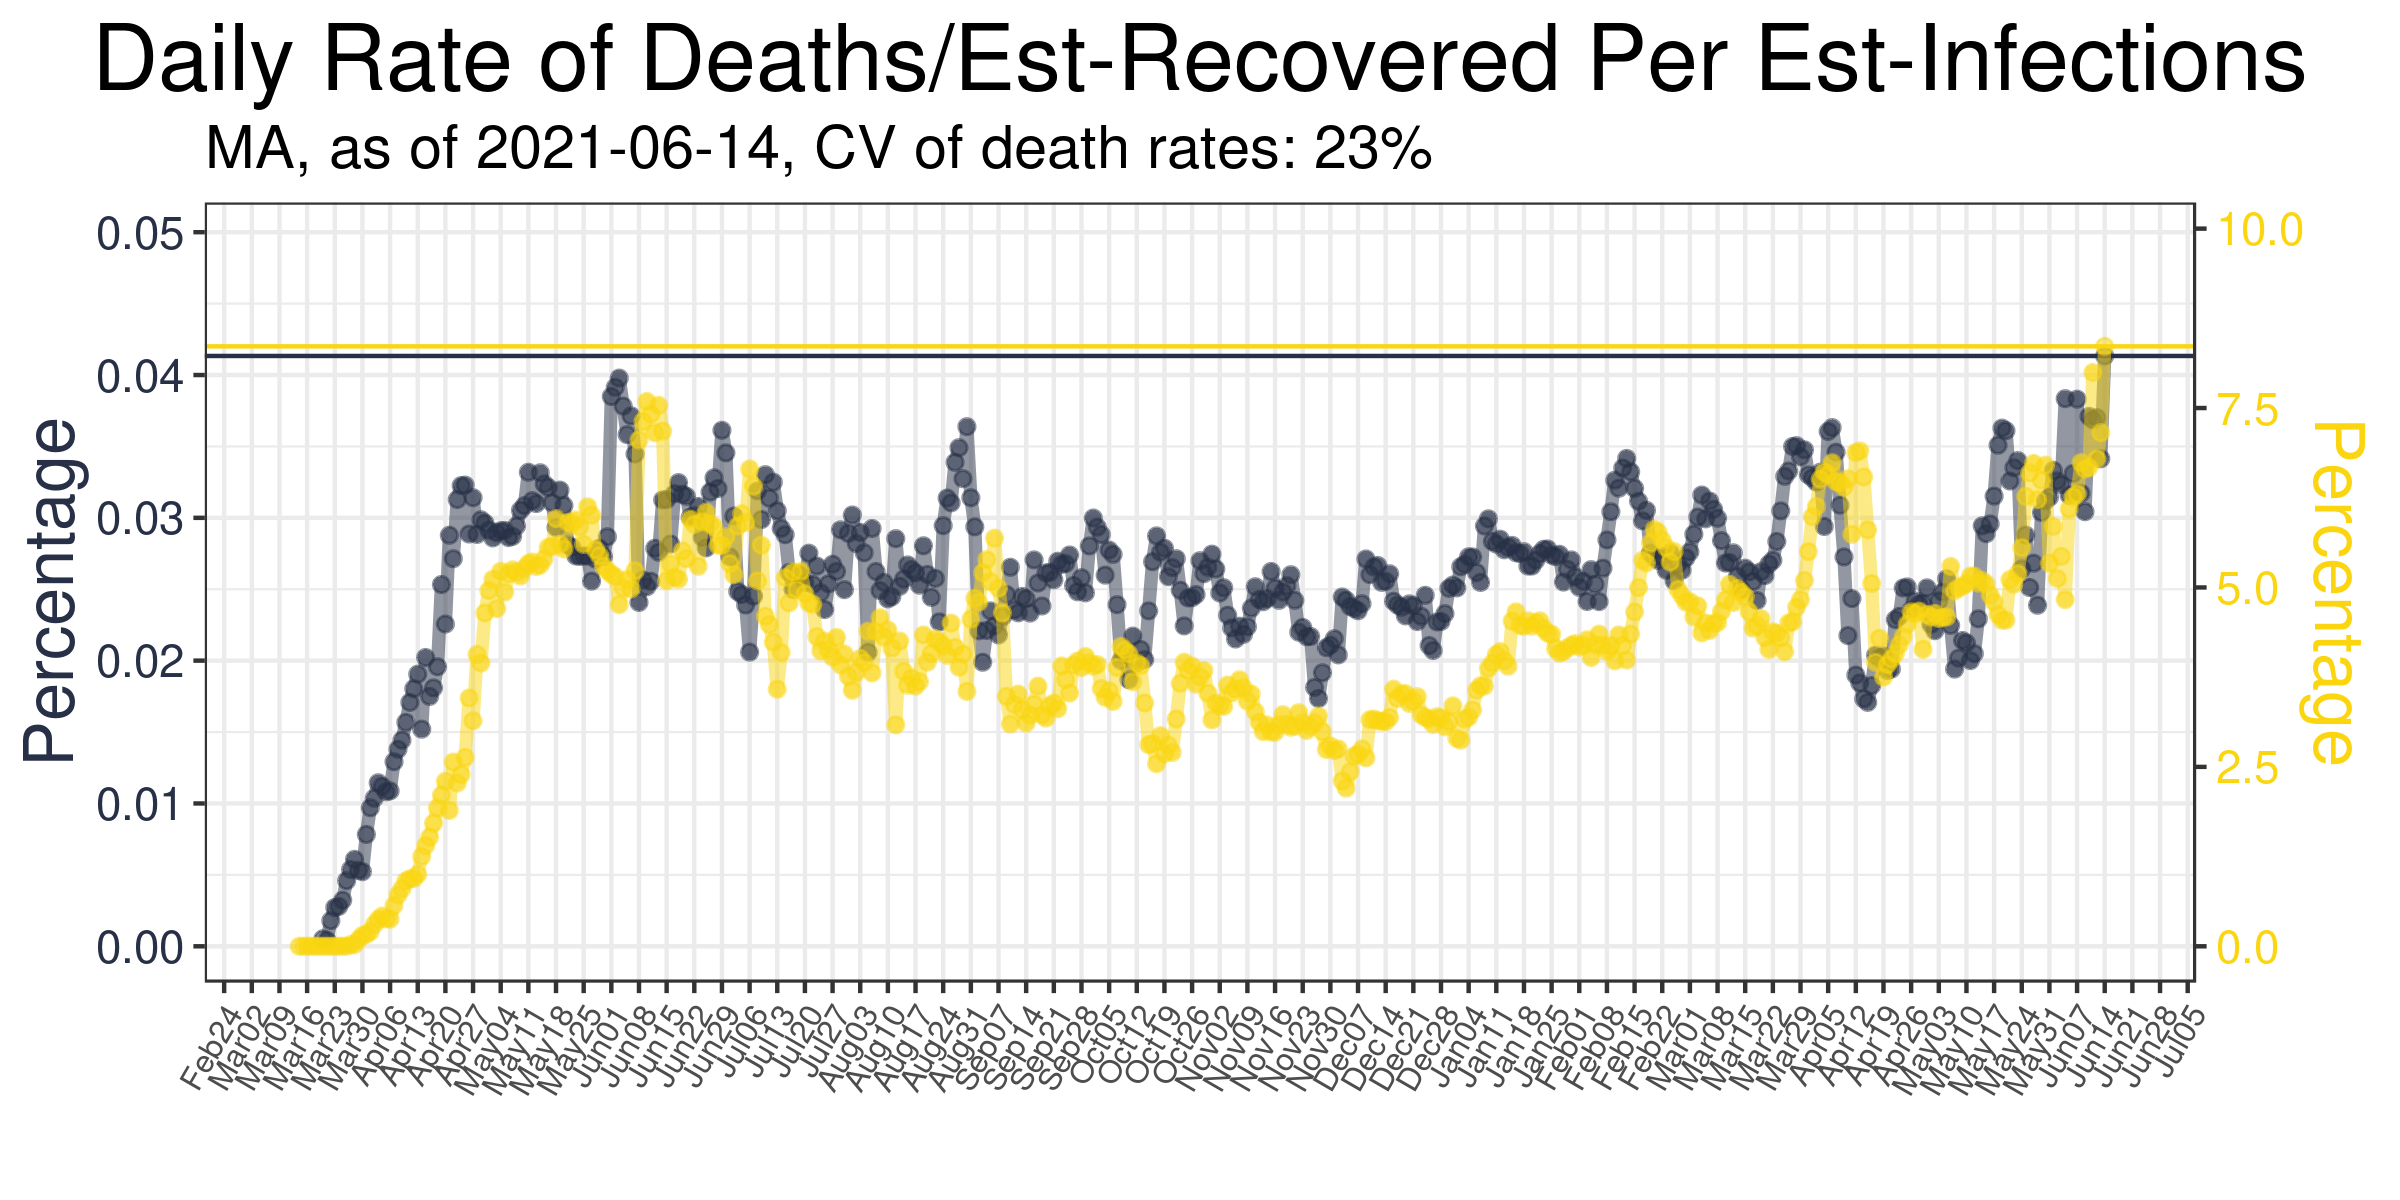 Daily Rate of Deaths/Est-Recovered Per Est-Infections
MA, as of 2021-06-14, CV of death rates: 23%
Percentage
0.05
0.04
0.03
0.02
0.01
0.00
10.0
7.5
5.0
2.5
0.0
Percentage
Feb24
Mar02
Mar09
Mar16
Mar23
Mar30
Apr06
Apr13
Apr20
Apr27
May04
May11
May18
May25
Jun01
Jun08
Jun15
Jun22
Jun29
Jul06
Jul13
Jul20
Jul27
Aug03
Aug10
Aug17
Aug24
Aug31
Sep07
Sep14
Sep21
Sep28
Oct05
Oct12
Oct19
Oct26
Nov02
Nov09
Nov16
Nov23
Nov30
Dec07
Dec14
Dec21
Dec28
Jan04
Jan11
Jan18
Jan25
Feb01
Feb08
Feb15
Feb22
Mar01
Mar08
Mar15
Mar22
Mar29
Apr05
Apr12
Apr19
Apr26
May03
May10
May17
May24
May31
Jun07
Jun14
Jun21
Jun28
Jul05